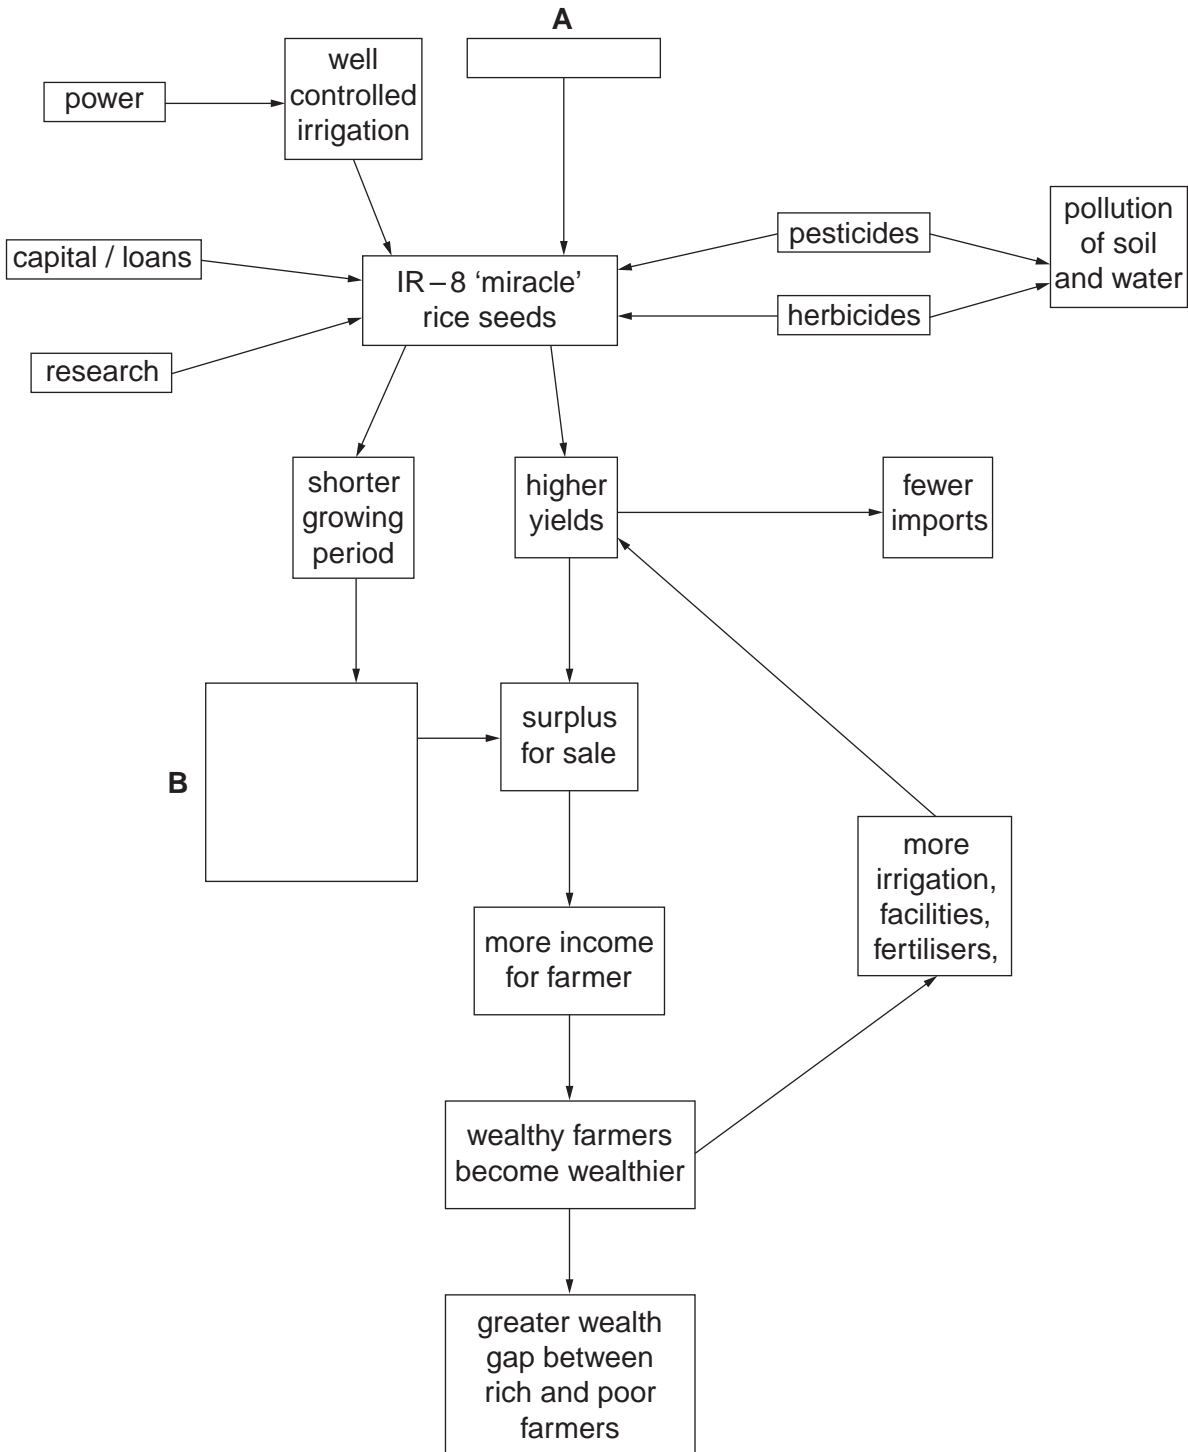 A
well
controlled
irrigation
power
pollution
of soil
and water
pesticides
capital / loans
IR – 8 ‘miracle’
rice seeds
herbicides
research
shorter
growing
period
higher
yields
fewer
imports
surplus
for sale
B
more
irrigation,
facilities,
fertilisers,
more income
for farmer
wealthy farmers
become wealthier
greater wealth
gap between
rich and poor
farmers